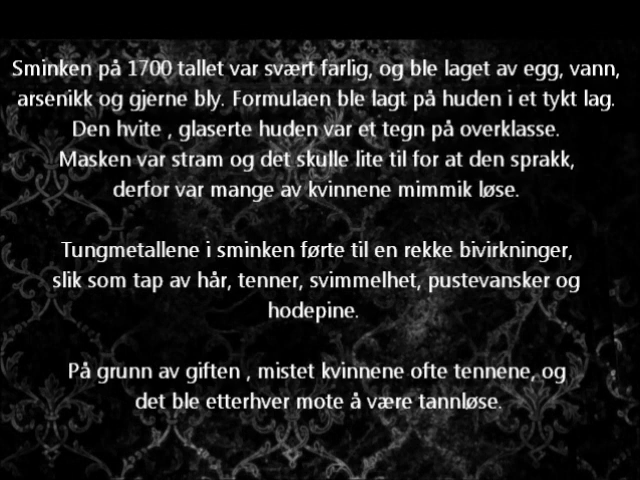 Sminken på 1700 tallet var svært farlig, og ble laget av egg, vann,
arsenikk og gjerne bly. Formulaen ble lagt på huden i et tykt lag.
Den hvite , glaserte huden var et tegn på overklasse.
Masken var stram og det skulle lite til for at den sprakk,
derfor var mange av kvinnene mimmik løse.
Tungmetallene i sminken førte til en rekke bivirkninger,
slik som tap av hår, tenner, svimmelhet, pustevansker og
hodepine.
På grunn av giften , mistet kvinnene ofte tennene, og
det ble etterhver mote å være tannløse.